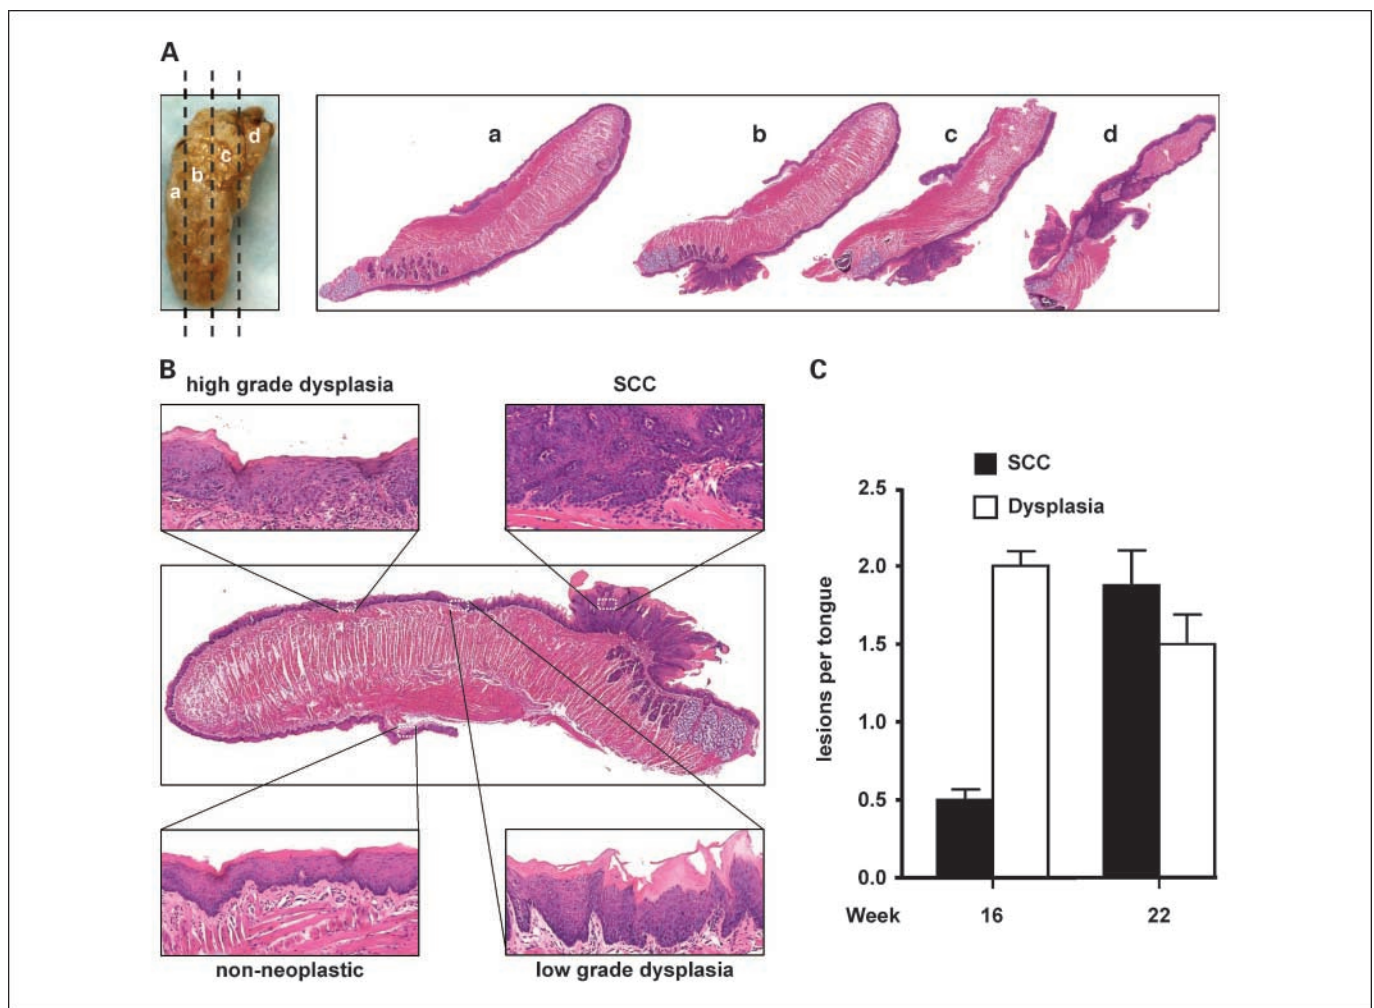 A
a
b
c
d
a
b
c
d
B
high grade dysplasia
SCC
non-neoplastic
low grade dysplasia
C
SCC
Dysplasia
2.5
2.0
1.5
1.0
0.5
0.0
lesions per tongue
Week
16
22